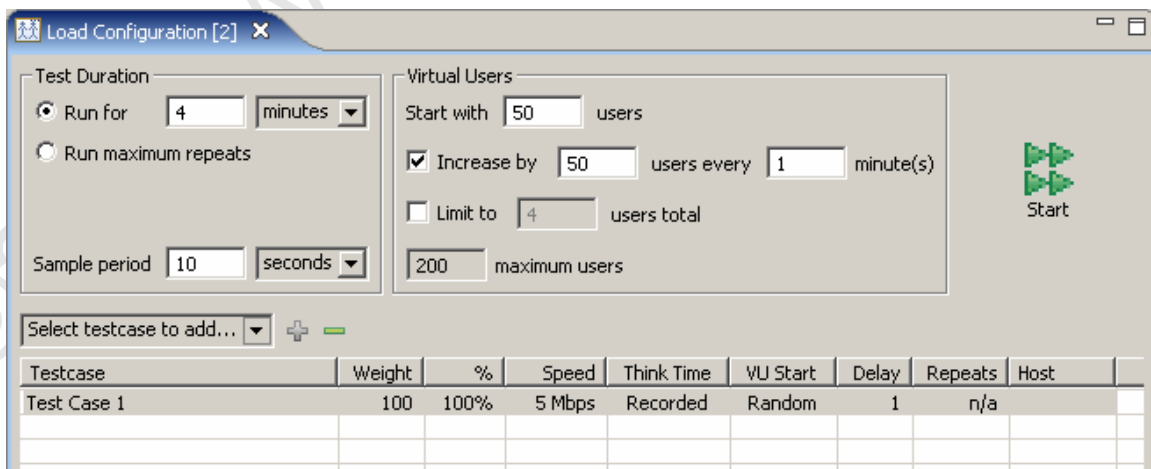 Load Configuration [2]
Test Duration
Run for 4 minutes
Run maximum repeats
Sample period 10 seconds
Virtual Users
Start with 50 users
Increase by 50 users every 1 minute(s)
Limit to 4 users total
200 maximum users
Start
Select testcase to add...
Testcase Weight % Speed Think Time VU Start Delay Repeats Host
Test Case 1 100 100% 5 Mbps Recorded Random 1 n/a